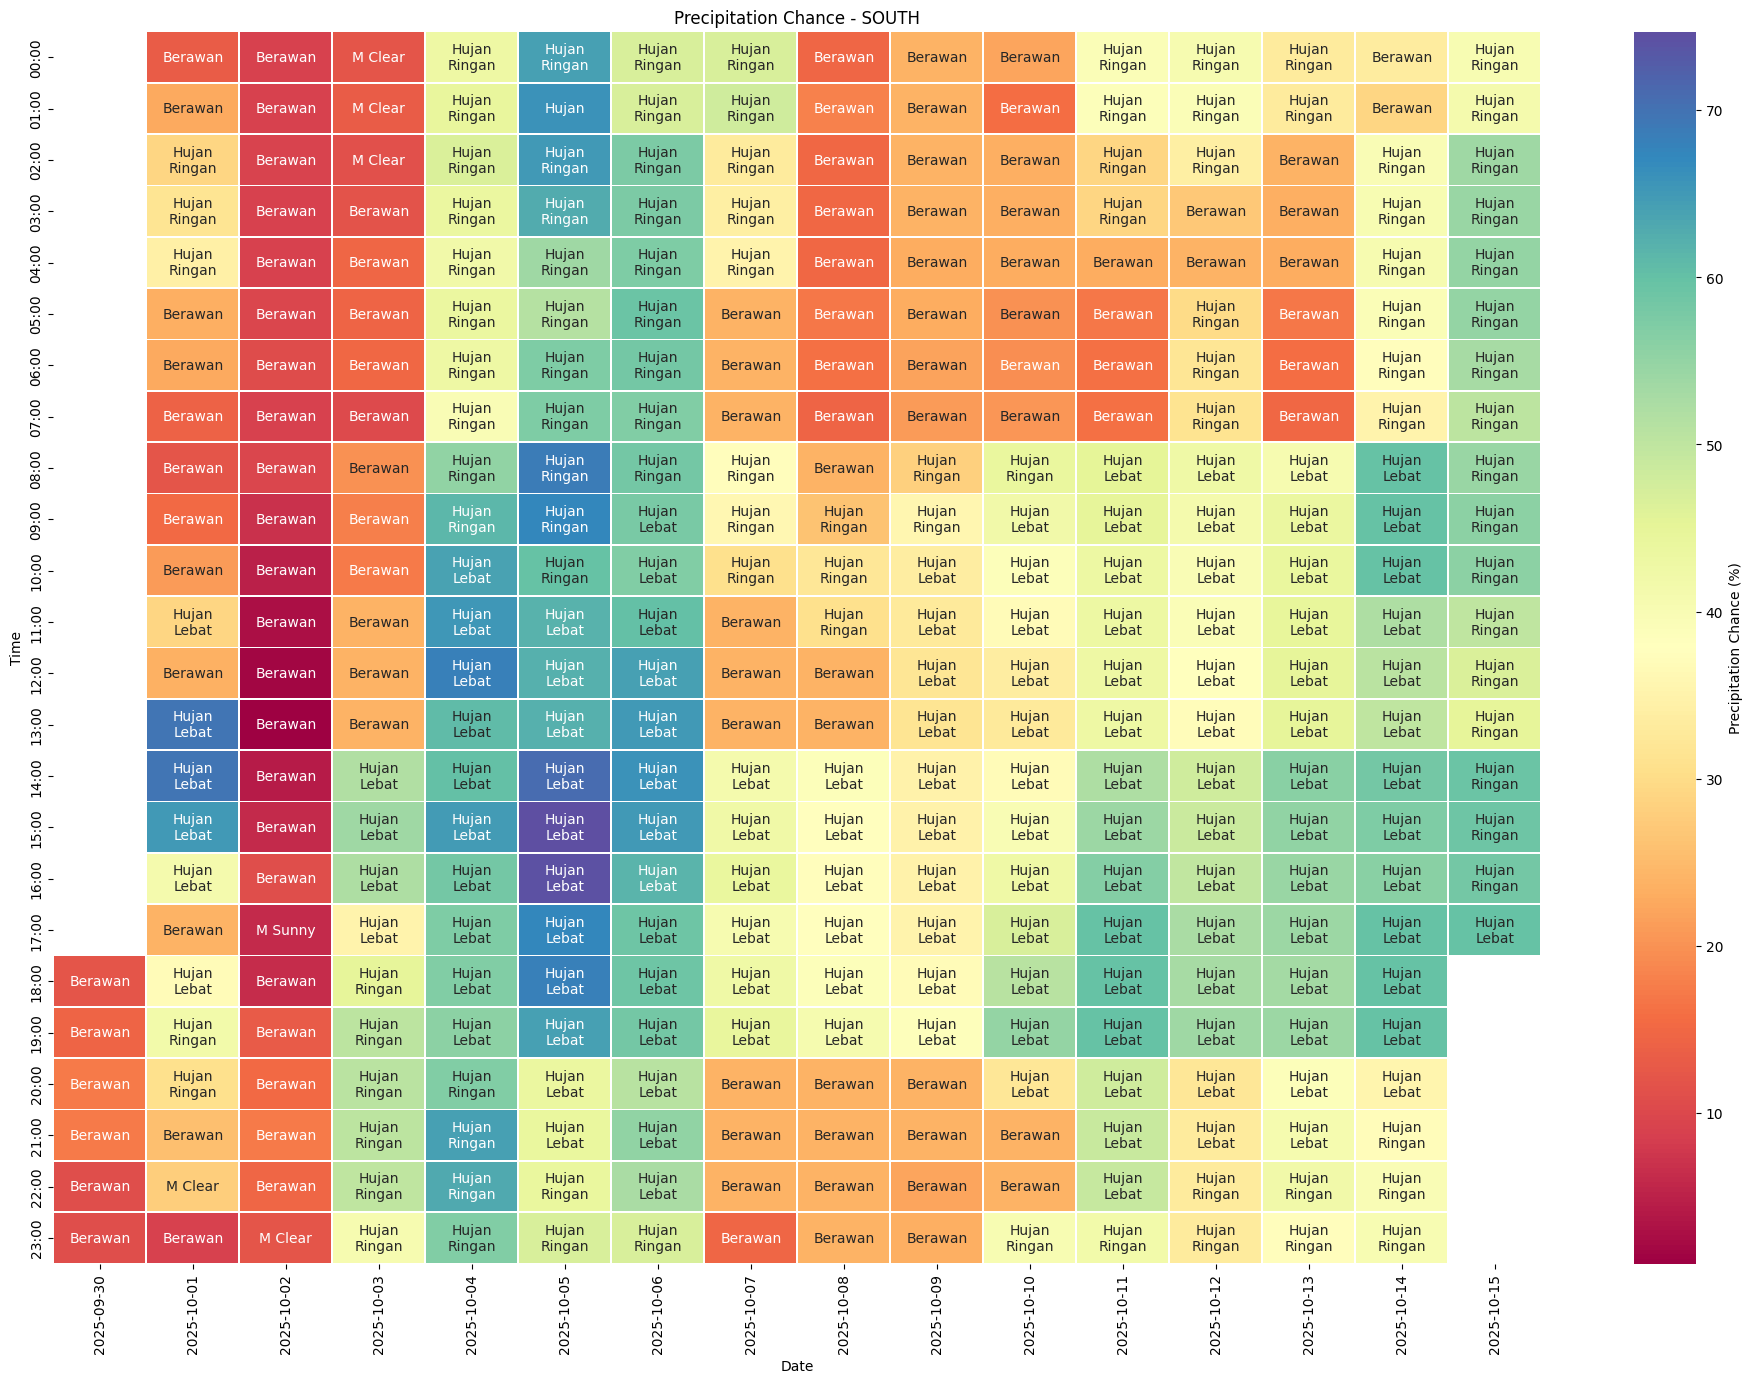 Precipitation Chance - SOUTH
00:00 Berawan Berawan M Clear Hujan Ringan Hujan Ringan Hujan Ringan Hujan Ringan Berawan Berawan Berawan Hujan Ringan Hujan Ringan Hujan Ringan Berawan Hujan Ringan
01:00 Berawan Berawan M Clear Hujan Ringan Hujan Hujan Ringan Hujan Ringan Berawan Berawan Berawan Hujan Ringan Hujan Ringan Hujan Ringan Berawan Hujan Ringan
02:00 Hujan Ringan Berawan M Clear Hujan Ringan Hujan Ringan Hujan Ringan Hujan Ringan Berawan Berawan Berawan Hujan Ringan Hujan Ringan Berawan Hujan Ringan Hujan Ringan
03:00 Hujan Ringan Berawan Berawan Hujan Ringan Hujan Ringan Hujan Ringan Hujan Ringan Berawan Berawan Berawan Hujan Ringan Berawan Berawan Hujan Ringan Hujan Ringan
04:00 Hujan Ringan Berawan Berawan Hujan Ringan Hujan Ringan Hujan Ringan Hujan Ringan Berawan Berawan Berawan Berawan Berawan Berawan Hujan Ringan Hujan Ringan
05:00 Berawan Berawan Berawan Hujan Ringan Hujan Ringan Hujan Ringan Berawan Berawan Berawan Berawan Berawan Hujan Ringan Berawan Hujan Ringan Hujan Ringan
06:00 Berawan Berawan Berawan Hujan Ringan Hujan Ringan Hujan Ringan Berawan Berawan Berawan Berawan Berawan Hujan Ringan Berawan Hujan Ringan Hujan Ringan
07:00 Berawan Berawan Berawan Hujan Ringan Hujan Ringan Hujan Ringan Berawan Berawan Berawan Berawan Berawan Hujan Ringan Berawan Hujan Ringan Hujan Ringan
08:00 Berawan Berawan Berawan Hujan Ringan Hujan Ringan Hujan Ringan Hujan Ringan Berawan Hujan Ringan Hujan Ringan Hujan Lebat Hujan Lebat Hujan Lebat Hujan Lebat Hujan Ringan
09:00 Berawan Berawan Berawan Hujan Ringan Hujan Ringan Hujan Lebat Hujan Ringan Hujan Ringan Hujan Ringan Hujan Lebat Hujan Lebat Hujan Lebat Hujan Lebat Hujan Lebat Hujan Ringan
10:00 Berawan Berawan Berawan Hujan Lebat Hujan Ringan Hujan Lebat Hujan Ringan Hujan Ringan Hujan Lebat Hujan Lebat Hujan Lebat Hujan Lebat Hujan Lebat Hujan Lebat Hujan Ringan
11:00 Hujan Lebat Berawan Berawan Hujan Lebat Hujan Lebat Hujan Lebat Berawan Hujan Ringan Hujan Lebat Hujan Lebat Hujan Lebat Hujan Lebat Hujan Lebat Hujan Lebat Hujan Ringan
12:00 Berawan Berawan Berawan Hujan Lebat Hujan Lebat Hujan Lebat Berawan Berawan Hujan Lebat Hujan Lebat Hujan Lebat Hujan Lebat Hujan Lebat Hujan Lebat Hujan Ringan
13:00 Hujan Lebat Berawan Berawan Hujan Lebat Hujan Lebat Hujan Lebat Berawan Berawan Hujan Lebat Hujan Lebat Hujan Lebat Hujan Lebat Hujan Lebat Hujan Lebat Hujan Ringan
14:00 Hujan Lebat Berawan Hujan Lebat Hujan Lebat Hujan Lebat Hujan Lebat Hujan Lebat Hujan Lebat Hujan Lebat Hujan Lebat Hujan Lebat Hujan Lebat Hujan Lebat Hujan Lebat Hujan Ringan
15:00 Hujan Lebat Berawan Hujan Lebat Hujan Lebat Hujan Lebat Hujan Lebat Hujan Lebat Hujan Lebat Hujan Lebat Hujan Lebat Hujan Lebat Hujan Lebat Hujan Lebat Hujan Lebat Hujan Ringan
16:00 Hujan Lebat Berawan Hujan Lebat Hujan Lebat Hujan Lebat Hujan Lebat Hujan Lebat Hujan Lebat Hujan Lebat Hujan Lebat Hujan Lebat Hujan Lebat Hujan Lebat Hujan Lebat Hujan Ringan
17:00 Berawan M Sunny Hujan Lebat Hujan Lebat Hujan Lebat Hujan Lebat Hujan Lebat Hujan Lebat Hujan Lebat Hujan Lebat Hujan Lebat Hujan Lebat Hujan Lebat Hujan Lebat Hujan Lebat
18:00 Berawan Hujan Lebat Berawan Hujan Ringan Hujan Lebat Hujan Lebat Hujan Lebat Hujan Lebat Hujan Lebat Hujan Lebat Hujan Lebat Hujan Lebat Hujan Lebat Hujan Lebat Hujan Lebat
19:00 Berawan Hujan Ringan Berawan Hujan Ringan Hujan Lebat Hujan Lebat Hujan Lebat Hujan Lebat Hujan Lebat Hujan Lebat Hujan Lebat Hujan Lebat Hujan Lebat Hujan Lebat Hujan Lebat
20:00 Berawan Hujan Ringan Berawan Hujan Ringan Hujan Ringan Hujan Lebat Hujan Lebat Berawan Berawan Berawan Hujan Lebat Hujan Lebat Hujan Lebat Hujan Lebat Hujan Lebat
21:00 Berawan Berawan Berawan Hujan Ringan Hujan Ringan Hujan Lebat Hujan Lebat Berawan Berawan Berawan Berawan Hujan Lebat Hujan Lebat Hujan Lebat Hujan Ringan
22:00 Berawan M Clear Berawan Hujan Ringan Hujan Ringan Hujan Ringan Hujan Lebat Berawan Berawan Berawan Berawan Hujan Lebat Hujan Ringan Hujan Ringan Hujan Ringan
23:00 Berawan Berawan M Clear Hujan Ringan Hujan Ringan Hujan Ringan Hujan Ringan Berawan Berawan Berawan Hujan Ringan Hujan Ringan Hujan Ringan Hujan Ringan Hujan Ringan
Time
2025-09-30 2025-10-01 2025-10-02 2025-10-03 2025-10-04 2025-10-05 2025-10-06 2025-10-07 2025-10-08 2025-10-09 2025-10-10 2025-10-11 2025-10-12 2025-10-13 2025-10-14 2025-10-15
Date
70
60
50
40
30
20
10
Precipitation Chance (%)